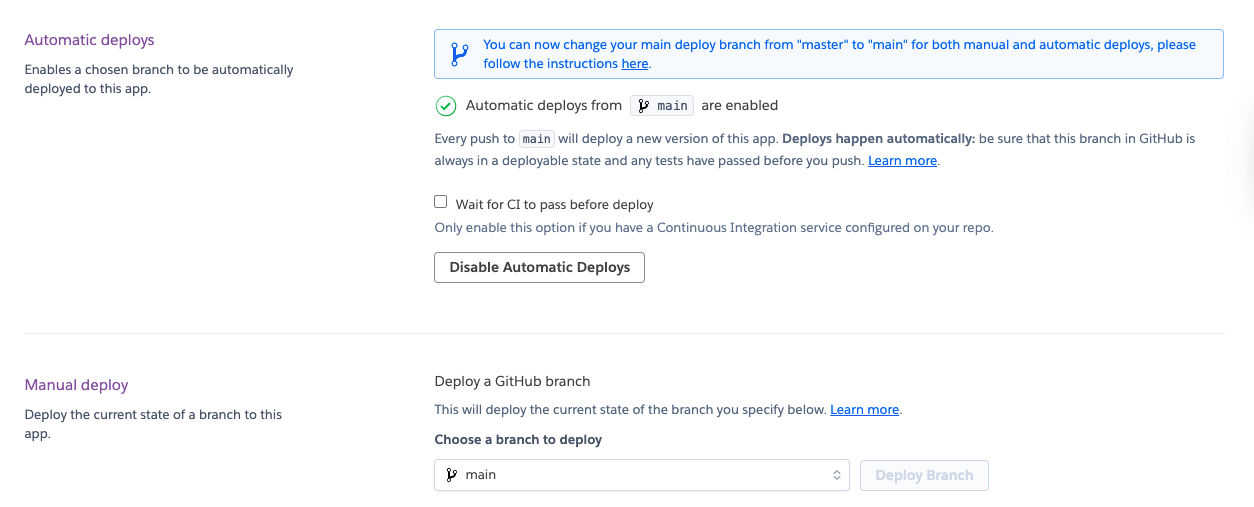 Automatic deploys
Enables a chosen branch to be automatically
deployed to this app.
You can now change your main deploy branch from "master" to "main" for both manual and automatic deploys, please
follow the instructions here.
Automatic deploys from main are enabled
Every push to main will deploy a new version of this app. Deploys happen automatically: be sure that this branch in GitHub is
always in a deployable state and any tests have passed before you push. Learn more.
Wait for CI to pass before deploy
Only enable this option if you have a Continuous Integration service configured on your repo.
Disable Automatic Deploys
Manual deploy
Deploy the current state of a branch to this
app.
Deploy a GitHub branch
This will deploy the current state of the branch you specify below. Learn more.
Choose a branch to deploy
main
Deploy Branch